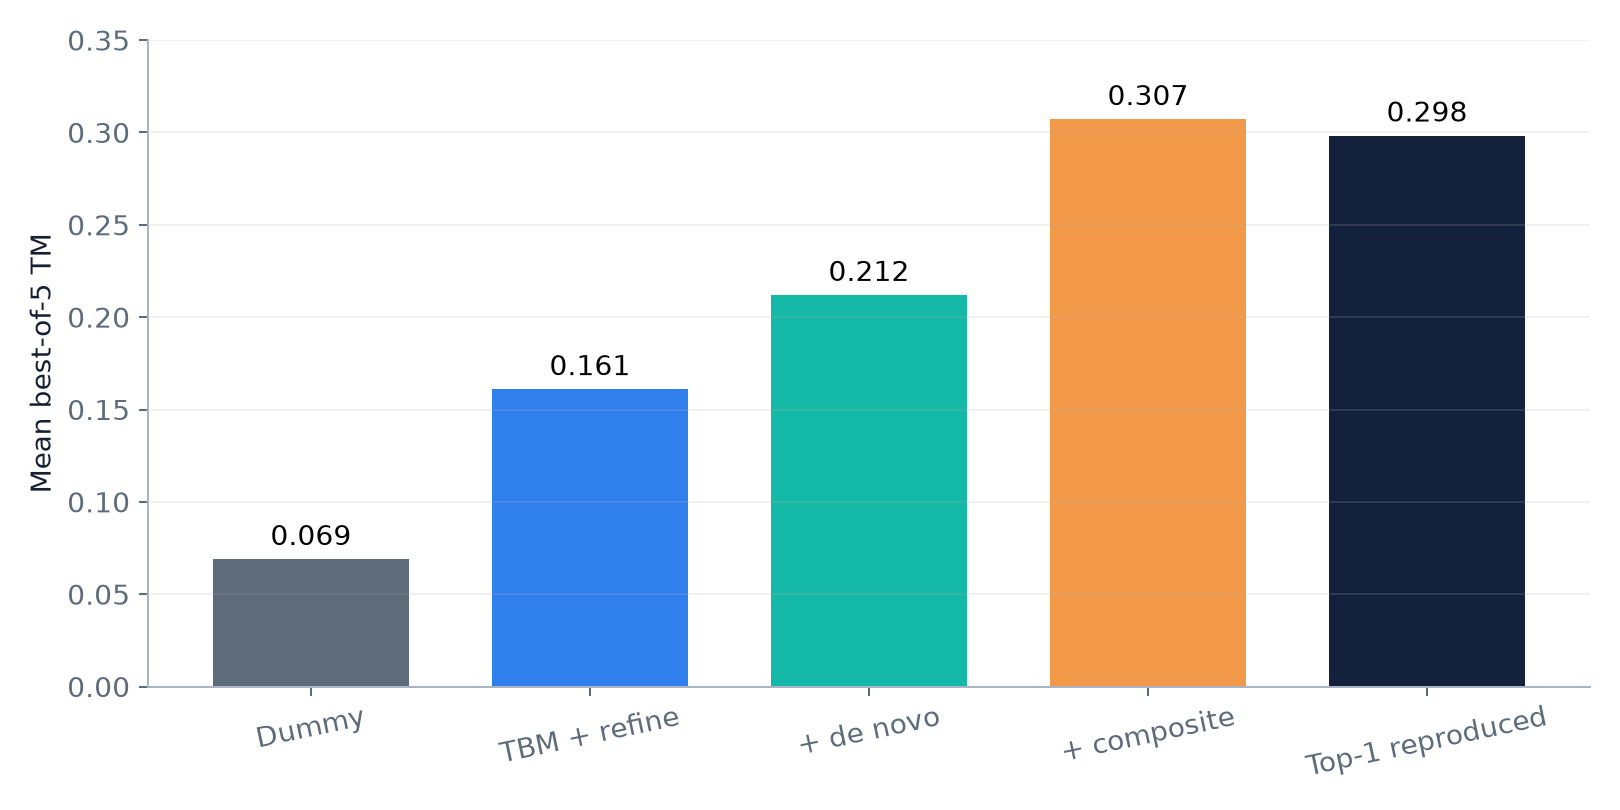 Mean best-of-5 TM
0.35
0.30
0.25
0.20
0.15
0.10
0.05
0.00
0.069
0.161
0.212
0.307
0.298
Dummy
TBM + refine
+ de novo
+ composite
Top-1 reproduced